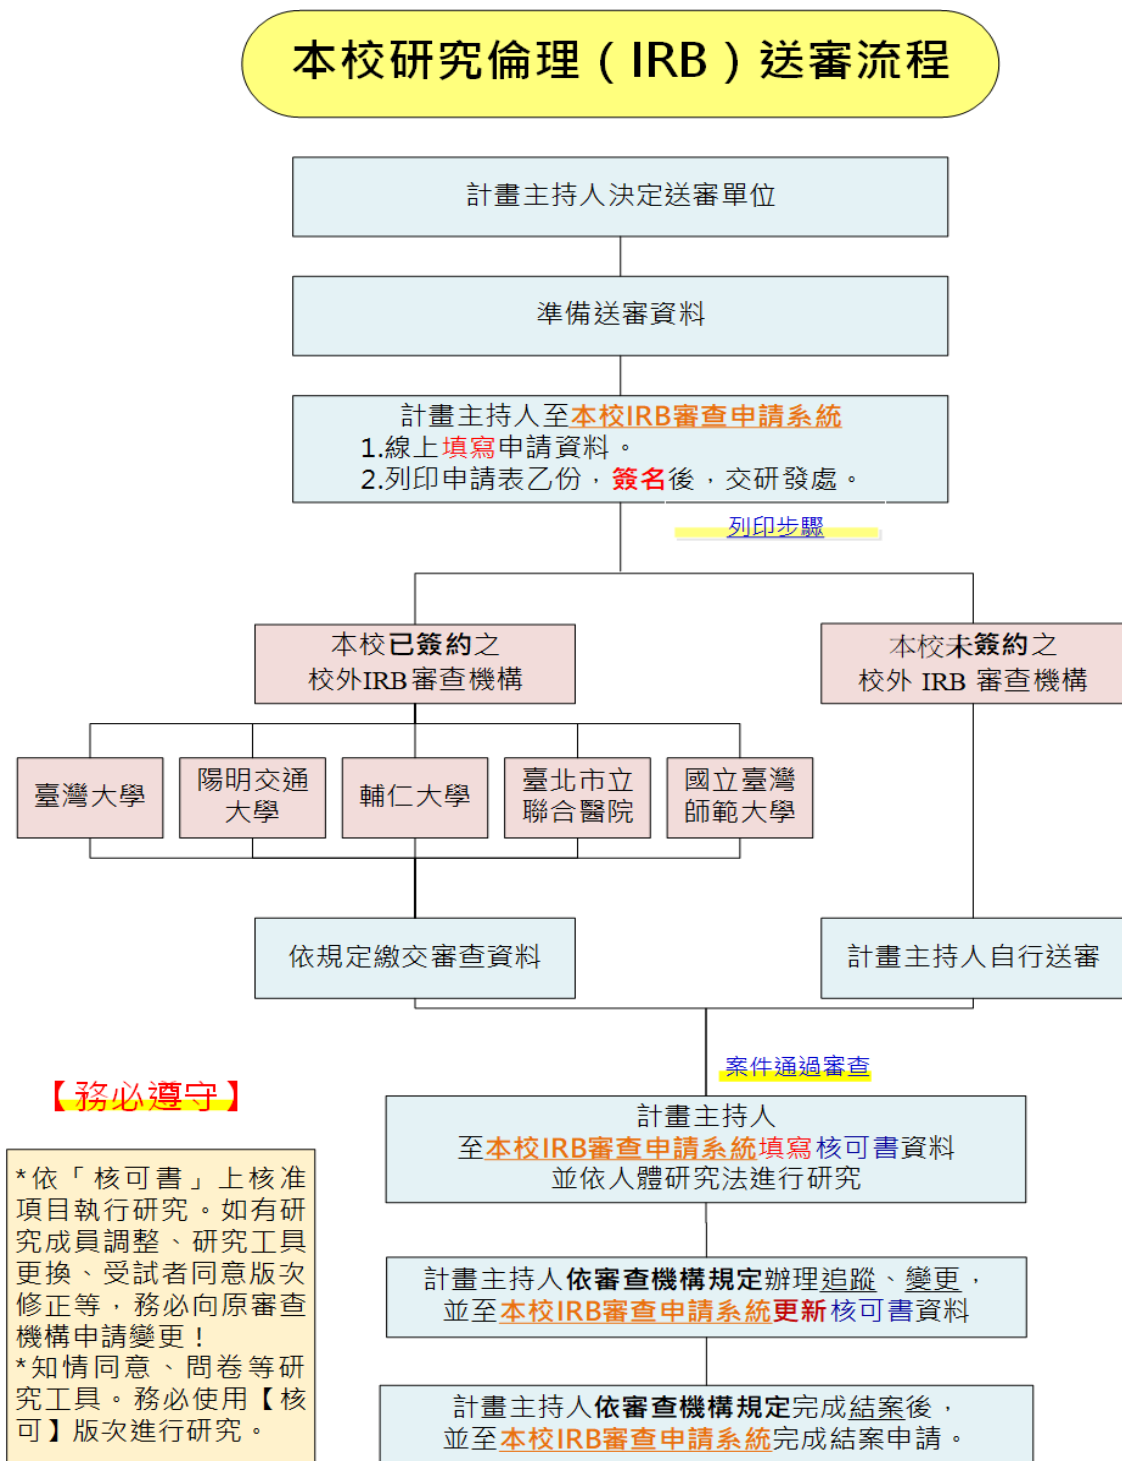 本校研究倫理（IRB）送審流程
計畫主持人決定送審單位
準備送審資料
計畫主持人至本校IRB審查申請系統
1.線上填寫申請資料。
2.列印申請表乙份，簽名後，交研發處。
列印步驟
本校已簽約之
校外IRB審查機構
本校未簽約之
校外 IRB 審查機構
臺灣大學
陽明交通
大學
輔仁大學
臺北市立
聯合醫院
國立臺灣
師範大學
依規定繳交審查資料
計畫主持人自行送審
案件通過審查
計畫主持人
至本校IRB審查申請系統填寫核可書資料
並依人體研究法進行研究
計畫主持人依審查機構規定辦理追蹤、變更，
並至本校IRB審查申請系統更新核可書資料
計畫主持人依審查機構規定完成結案後，
並至本校IRB審查申請系統完成結案申請。
【務必遵守】
*依「核可書」上核准
項目執行研究。如有研
究成員調整、研究工具
更換、受試者同意版次
修正等，務必向原審查
機構申請變更！
*知情同意、問卷等研
究工具。務必使用【核
可】版次進行研究。